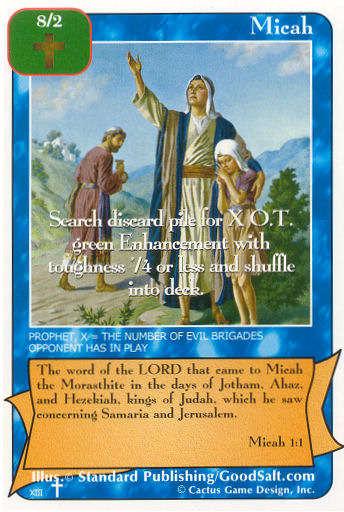 8/2
Micah
Search discard pile for X O.T.
green Enhancement with
toughness */4 or less and shuffle
into deck.
PROPHET, X = THE NUMBER OF EVIL BRIGADES
OPPONENT HAS IN PLAY
The word of the LORD that came to Micah
the Morasthite in the days of Jotham, Ahaz,
and Hezekiah, kings of Judah, which he saw
concerning Samaria and Jerusalem.
Micah 1:1
Illus © Standard Publishing/GoodSalt.com
XIII © Cactus Game Design, Inc.